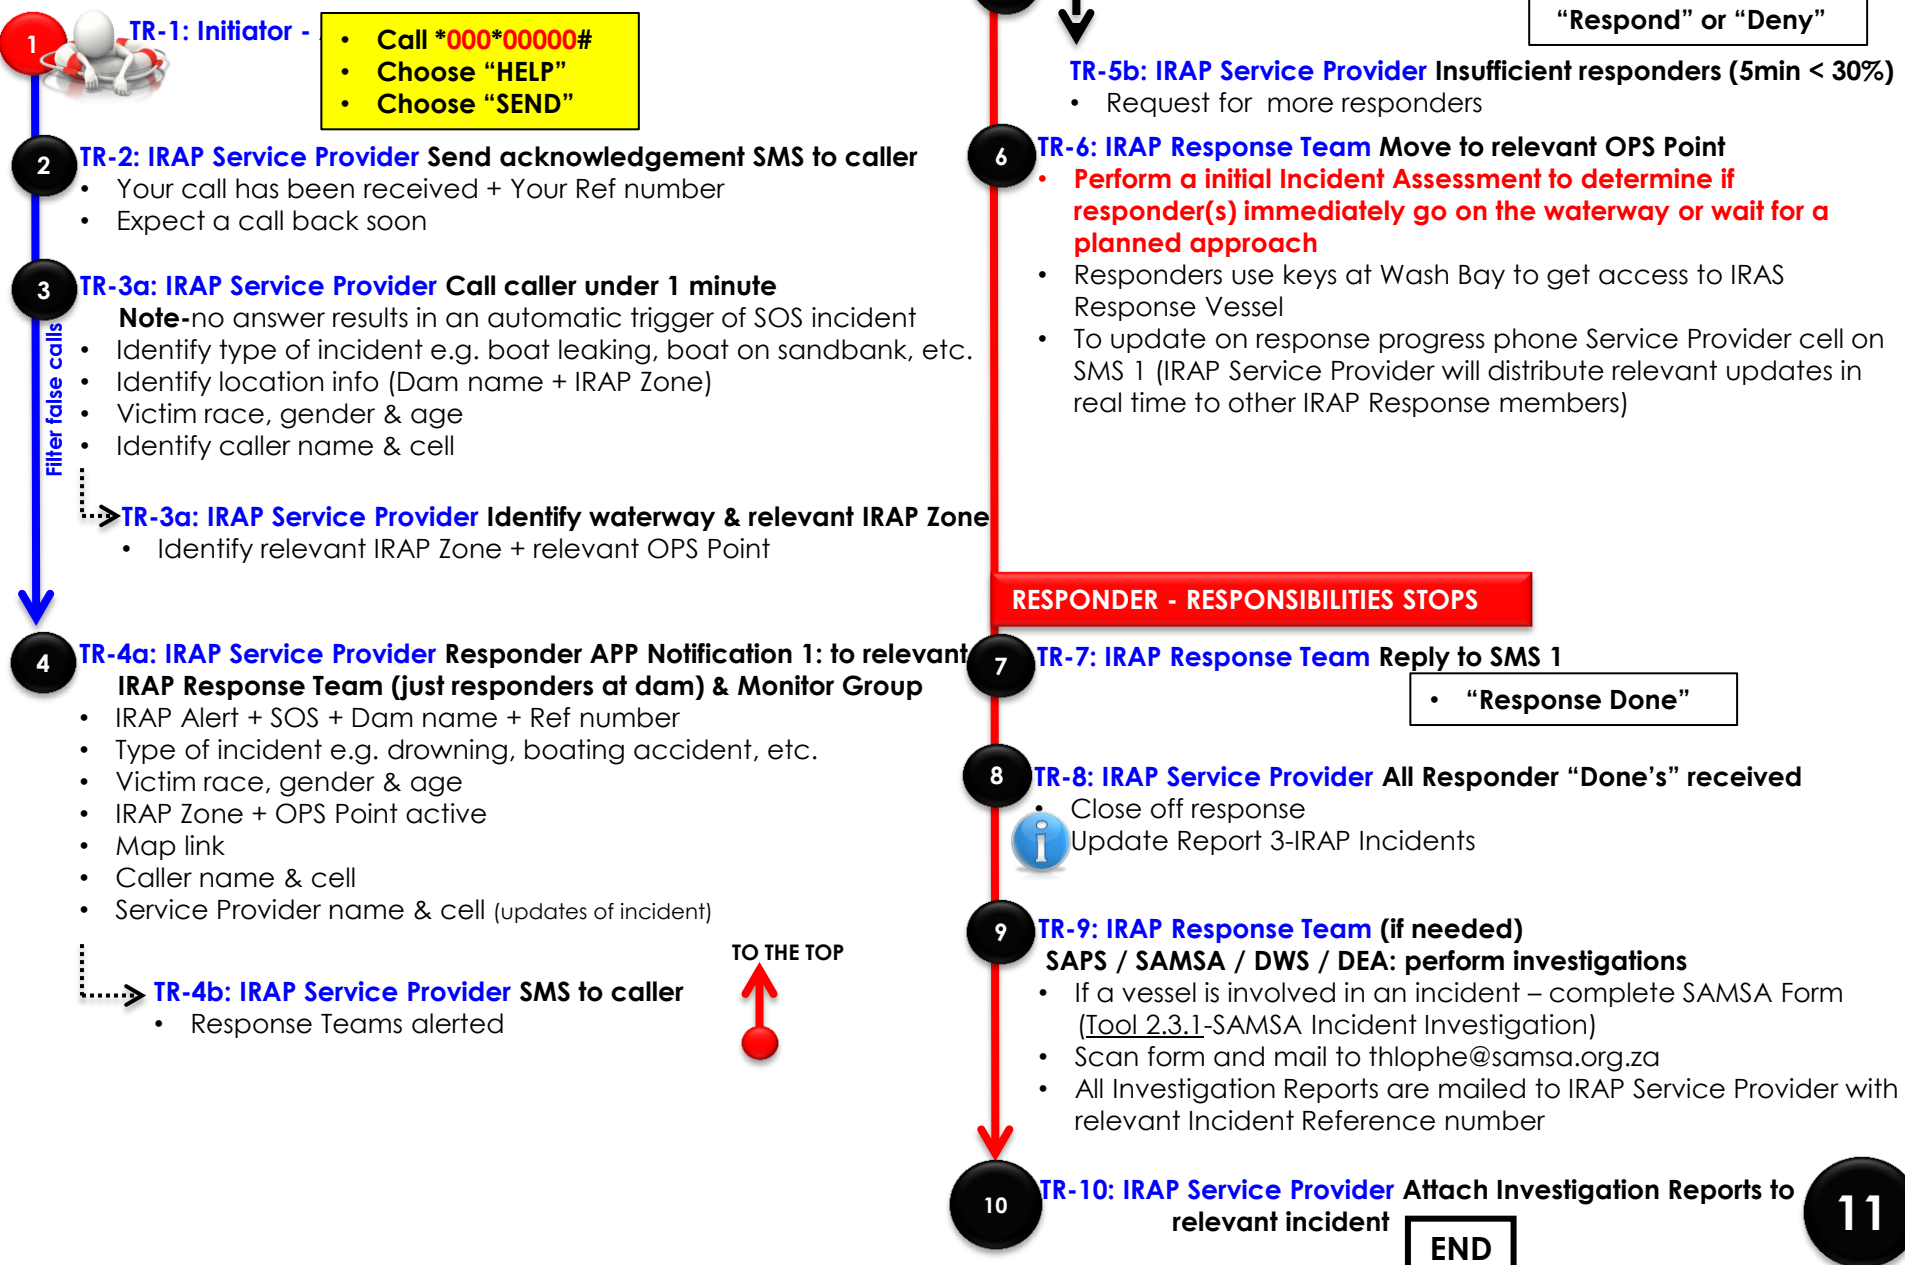 1
TR-1: Initiator -
• Call *000*00000#
• Choose “HELP”
• Choose “SEND”
2
TR-2: IRAP Service Provider Send acknowledgement SMS to caller
• Your call has been received + Your Ref number
• Expect a call back soon
3
TR-3a: IRAP Service Provider Call caller under 1 minute
Note-no answer results in an automatic trigger of SOS incident
• Identify type of incident e.g. boat leaking, boat on sandbank, etc.
• Identify location info (Dam name + IRAP Zone)
• Victim race, gender & age
• Identify caller name & cell
Filter false calls
TR-3a: IRAP Service Provider Identify waterway & relevant IRAP Zone
• Identify relevant IRAP Zone + relevant OPS Point
4
TR-4a: IRAP Service Provider Responder APP Notification 1: to relevant
IRAP Response Team (just responders at dam) & Monitor Group
• IRAP Alert + SOS + Dam name + Ref number
• Type of incident e.g. drowning, boating accident, etc.
• Victim race, gender & age
• IRAP Zone + OPS Point active
• Map link
• Caller name & cell
• Service Provider name & cell (updates of incident)
TO THE TOP
TR-4b: IRAP Service Provider SMS to caller
• Response Teams alerted
“Respond” or “Deny”
TR-5b: IRAP Service Provider Insufficient responders (5min < 30%)
• Request for more responders
6
TR-6: IRAP Response Team Move to relevant OPS Point
• Perform a initial Incident Assessment to determine if
responder(s) immediately go on the waterway or wait for a
planned approach
• Responders use keys at Wash Bay to get access to IRAS
Response Vessel
• To update on response progress phone Service Provider cell on
SMS 1 (IRAP Service Provider will distribute relevant updates in
real time to other IRAP Response members)
RESPONDER - RESPONSIBILITIES STOPS
7
TR-7: IRAP Response Team Reply to SMS 1
• “Response Done”
8
TR-8: IRAP Service Provider All Responder “Done’s” received
• Close off response
i
Update Report 3-IRAP Incidents
9
TR-9: IRAP Response Team (if needed)
SAPS / SAMSA / DWS / DEA: perform investigations
• If a vessel is involved in an incident – complete SAMSA Form
(Tool 2.3.1-SAMSA Incident Investigation)
• Scan form and mail to thlophe@samsa.org.za
• All Investigation Reports are mailed to IRAP Service Provider with
relevant Incident Reference number
10
TR-10: IRAP Service Provider Attach Investigation Reports to
relevant incident
END
11